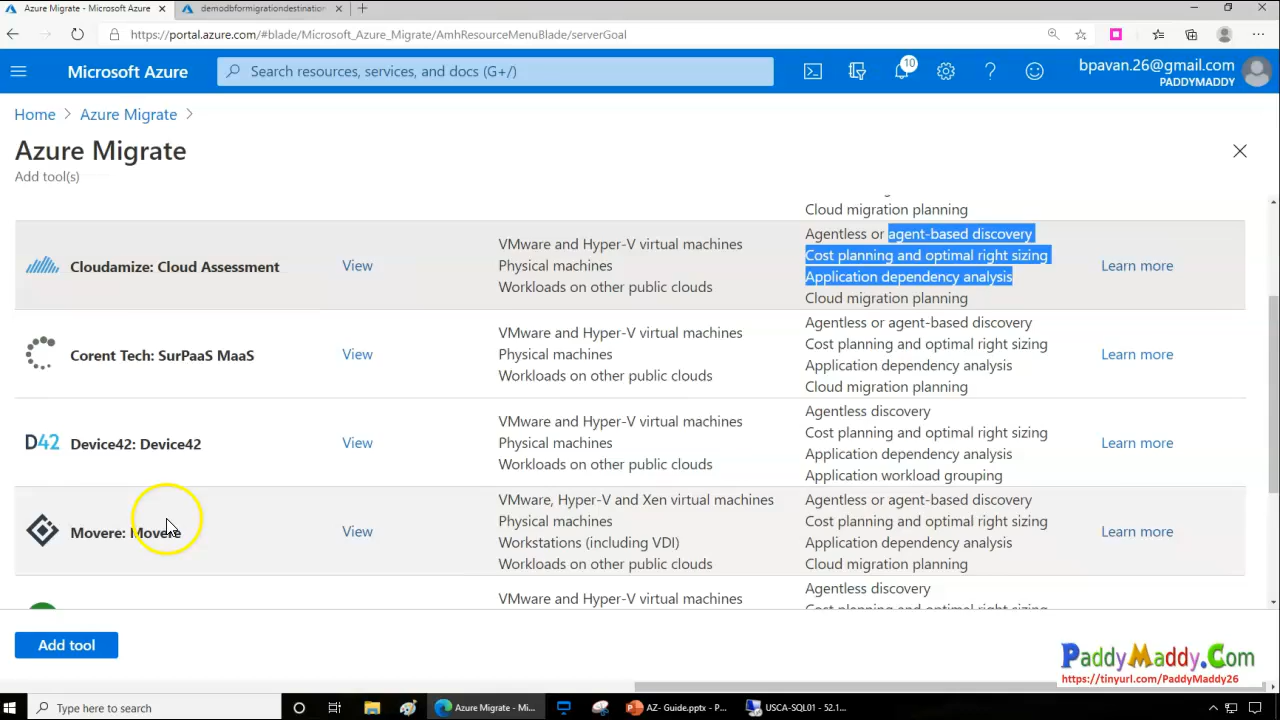 Azure Migrate - Microsoft Azure
demodbformigrationdestination
https://portal.azure.com/#blade/Microsoft_Azure_Migrate/AmhResourceMenuBlade/serverGoal
Microsoft Azure
Search resources, services, and docs (G+/)
10
bpavan.26@gmail.com
PADDYMADDY
Home > Azure Migrate >
Azure Migrate
Add tool(s)
Cloud migration planning
Cloudamize: Cloud Assessment
View
VMware and Hyper-V virtual machines
Physical machines
Workloads on other public clouds
Agentless or agent-based discovery
Cost planning and optimal right sizing
Application dependency analysis
Cloud migration planning
Learn more
Corent Tech: SurPaaS MaaS
View
VMware and Hyper-V virtual machines
Physical machines
Workloads on other public clouds
Agentless or agent-based discovery
Cost planning and optimal right sizing
Application dependency analysis
Cloud migration planning
Learn more
D42
Device42: Device42
View
VMware and Hyper-V virtual machines
Physical machines
Workloads on other public clouds
Agentless discovery
Cost planning and optimal right sizing
Application dependency analysis
Application workload grouping
Learn more
Movere: Movere
View
VMware, Hyper-V and Xen virtual machines
Physical machines
Workstations (including VDI)
Workloads on other public clouds
Agentless or agent-based discovery
Cost planning and optimal right sizing
Application dependency analysis
Cloud migration planning
Learn more
VMware and Hyper-V virtual machines
Agentless discovery
Cost planning and optimal right sizing
Add tool
PaddyMaddy.Com
https://tinyurl.com/PaddyMaddy26
Type here to search
Azure Migrate - Mi...
AZ- Guide.pptx - P...
USCA-SQL01 - 52.1...